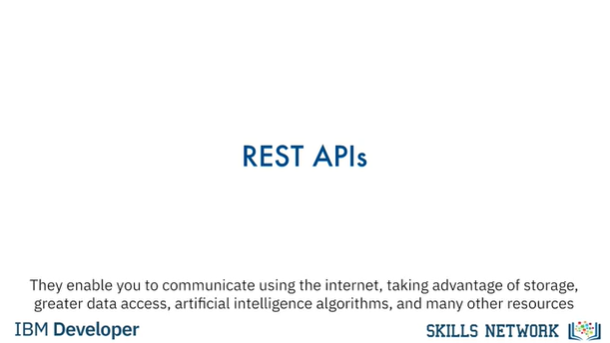 REST APIs
They enable you to communicate using the internet, taking advantage of storage,
greater data access, artificial intelligence algorithms, and many other resources
IBM Developer
SKILLS NETWORK